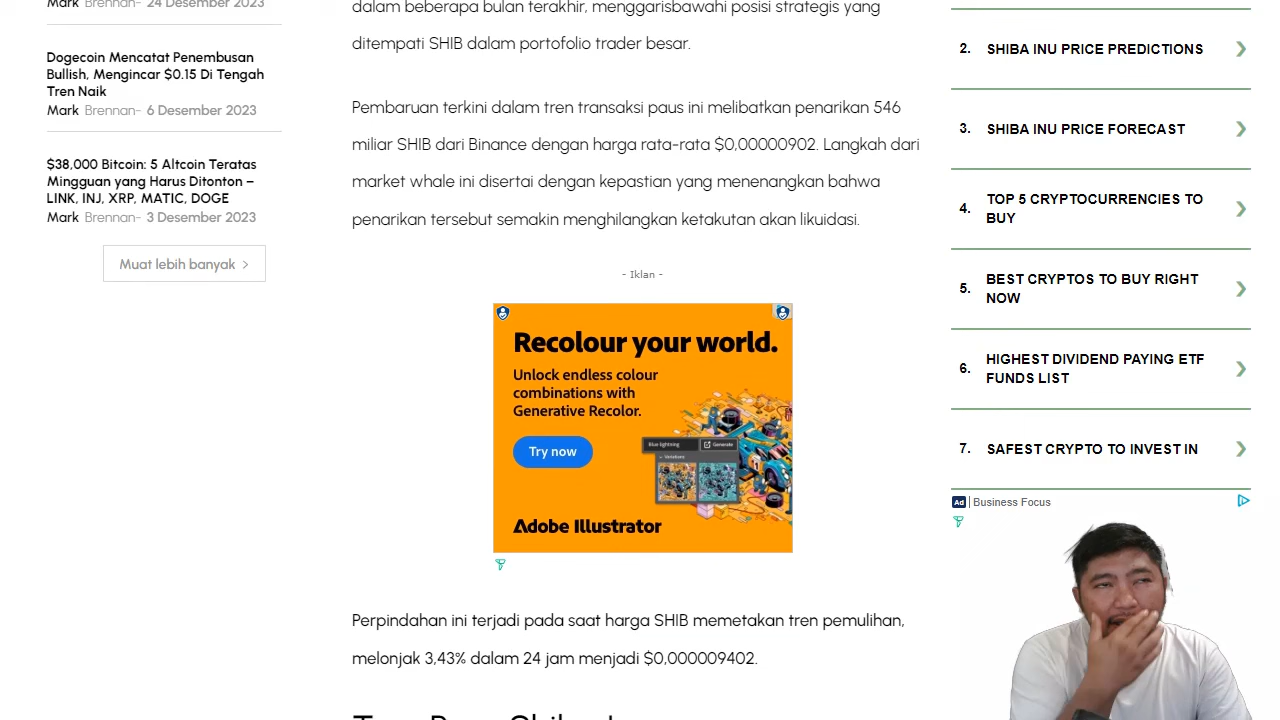 Mark Brennan- 24 Desember 2023
Dogecoin Mencatat Penembusan
Bullish, Mengincar $0.15 Di Tengah
Tren Naik
Mark Brennan- 6 Desember 2023
$38,000 Bitcoin: 5 Altcoin Teratas
Mingguan yang Harus Ditonton –
LINK, INJ, XRP, MATIC, DOGE
Mark Brennan- 3 Desember 2023
Muat lebih banyak >
dalam beberapa bulan terakhir, menggarisbawahi posisi strategis yang
ditempati SHIB dalam portofolio trader besar.
Pembaruan terkini dalam tren transaksi paus ini melibatkan penarikan 546
miliar SHIB dari Binance dengan harga rata-rata $0,00000902. Langkah dari
market whale ini disertai dengan kepastian yang menenangkan bahwa
penarikan tersebut semakin menghilangkan ketakutan akan likuidasi.
- Iklan -
Recolour your world.
Unlock endless colour
combinations with
Generative Recolor.
Try now
Blue lightning
Generate
Variations
Adobe Illustrator
Perpindahan ini terjadi pada saat harga SHIB memetakan tren pemulihan,
melonjak 3,43% dalam 24 jam menjadi $0,000009402.
2. SHIBA INU PRICE PREDICTIONS
3. SHIBA INU PRICE FORECAST
4. TOP 5 CRYPTOCURRENCIES TO
BUY
5. BEST CRYPTOS TO BUY RIGHT
NOW
6. HIGHEST DIVIDEND PAYING ETF
FUNDS LIST
7. SAFEST CRYPTO TO INVEST IN
Ad | Business Focus